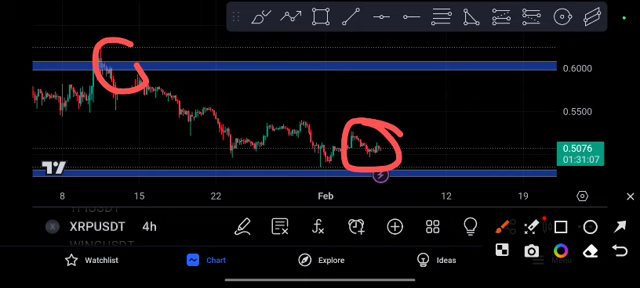 0.6000
0.5500
0.5076
01:31:07
8 15 22 Feb 12 19
XRPUSDT 4h
Watchlist Chart Explore Ideas